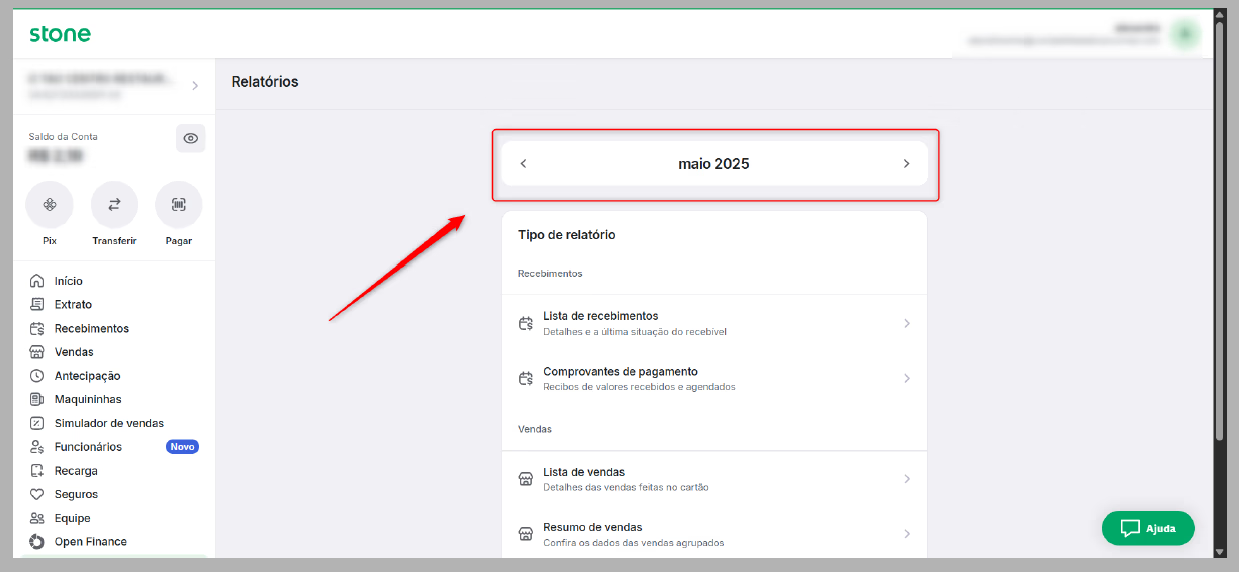 stone
Relatórios
Saldo da Conta
Pix
Transferir
Pagar
Início
Extrato
Recebimentos
Vendas
Antecipação
Maquininhas
Simulador de vendas
Funcionários
Novo
Recarga
Seguros
Equipe
Open Finance
maio 2025
Tipo de relatório
Recebimentos
Lista de recebimentos
Detalhes e a última situação do recebível
Comprovantes de pagamento
Recibos de valores recebidos e agendados
Vendas
Lista de vendas
Detalhes das vendas feitas no cartão
Resumo de vendas
Confira os dados das vendas agrupados
Ajuda